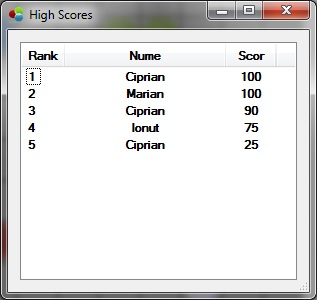 High Scores
Rank Nume Scor
1 Ciprian 100
2 Marian 100
3 Ciprian 90
4 Ionut 75
5 Ciprian 25